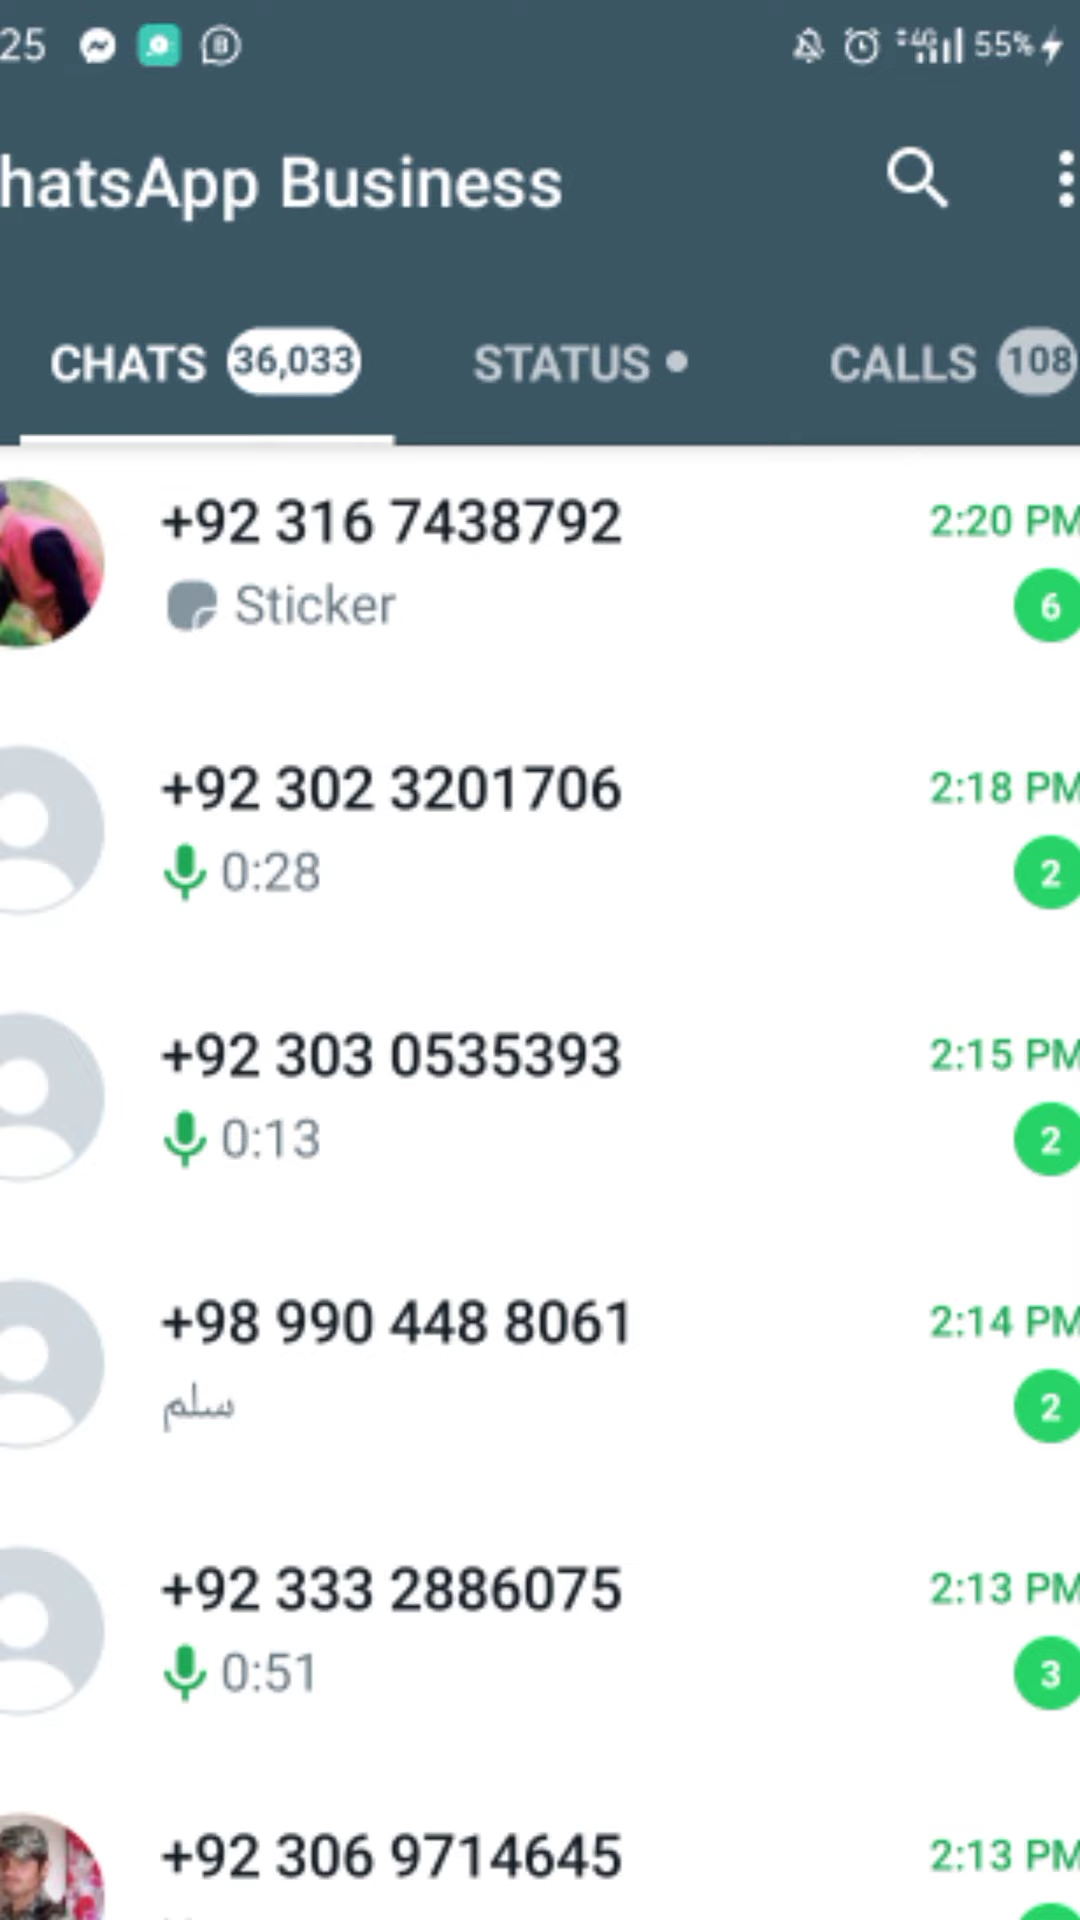 25 55%
hatsApp Business
CHATS 36,033 STATUS CALLS 108
+92 316 7438792 2:20 PM
Sticker 6
+92 302 3201706 2:18 PM
0:28 2
+92 303 0535393 2:15 PM
0:13 2
+98 990 448 8061 2:14 PM
سلم 2
+92 333 2886075 2:13 PM
0:51 3
+92 306 9714645 2:13 PM